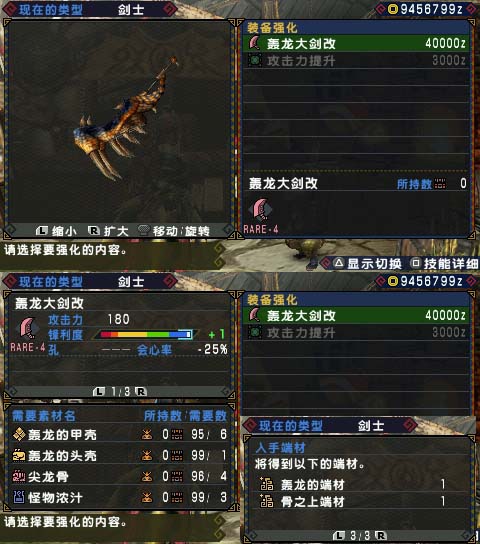 现在的类型 剑士
9456799z
装备强化
轰龙大剑改 40000z
攻击力提升 3000z
轰龙大剑改 所持数 0
RARE-4
L 缩小 R 扩大 移动/旋转
请选择要强化的内容。
△ 显示切换 □ 技能详细
现在的类型 剑士
9456799z
轰龙大剑改
攻击力 180
锋利度 +1
RARE-4
孔 --- 会心率 -25%
L 1/3 R
装备强化
轰龙大剑改 40000z
攻击力提升 3000z
需要素材名 所持数/需要数
轰龙的甲壳 0 95/ 6
轰龙的头壳 0 99/ 1
尖龙骨 0 96/ 4
怪物浓汁 0 99/ 3
请选择要强化的内容。
现在的类型 剑士
入手端材
将得到以下的端材。
轰龙的端材 1
骨之上端材 1
L 3/3 R